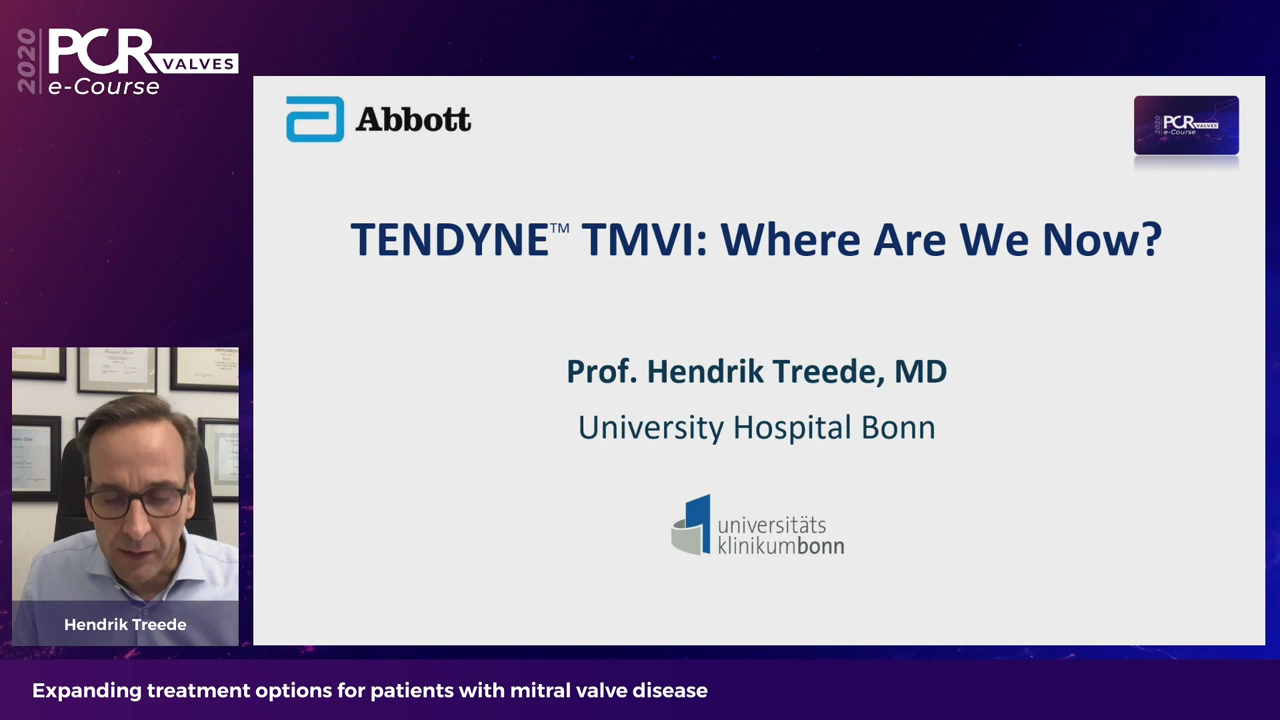 2020
PCR VALVES
e-Course
Abbott
2020
PCR VALVES
e-Course
TENDYNE™ TMVI: Where Are We Now?
Prof. Hendrik Treede, MD
University Hospital Bonn
universitäts
klinikumbonn
Hendrik Treede
Expanding treatment options for patients with mitral valve disease